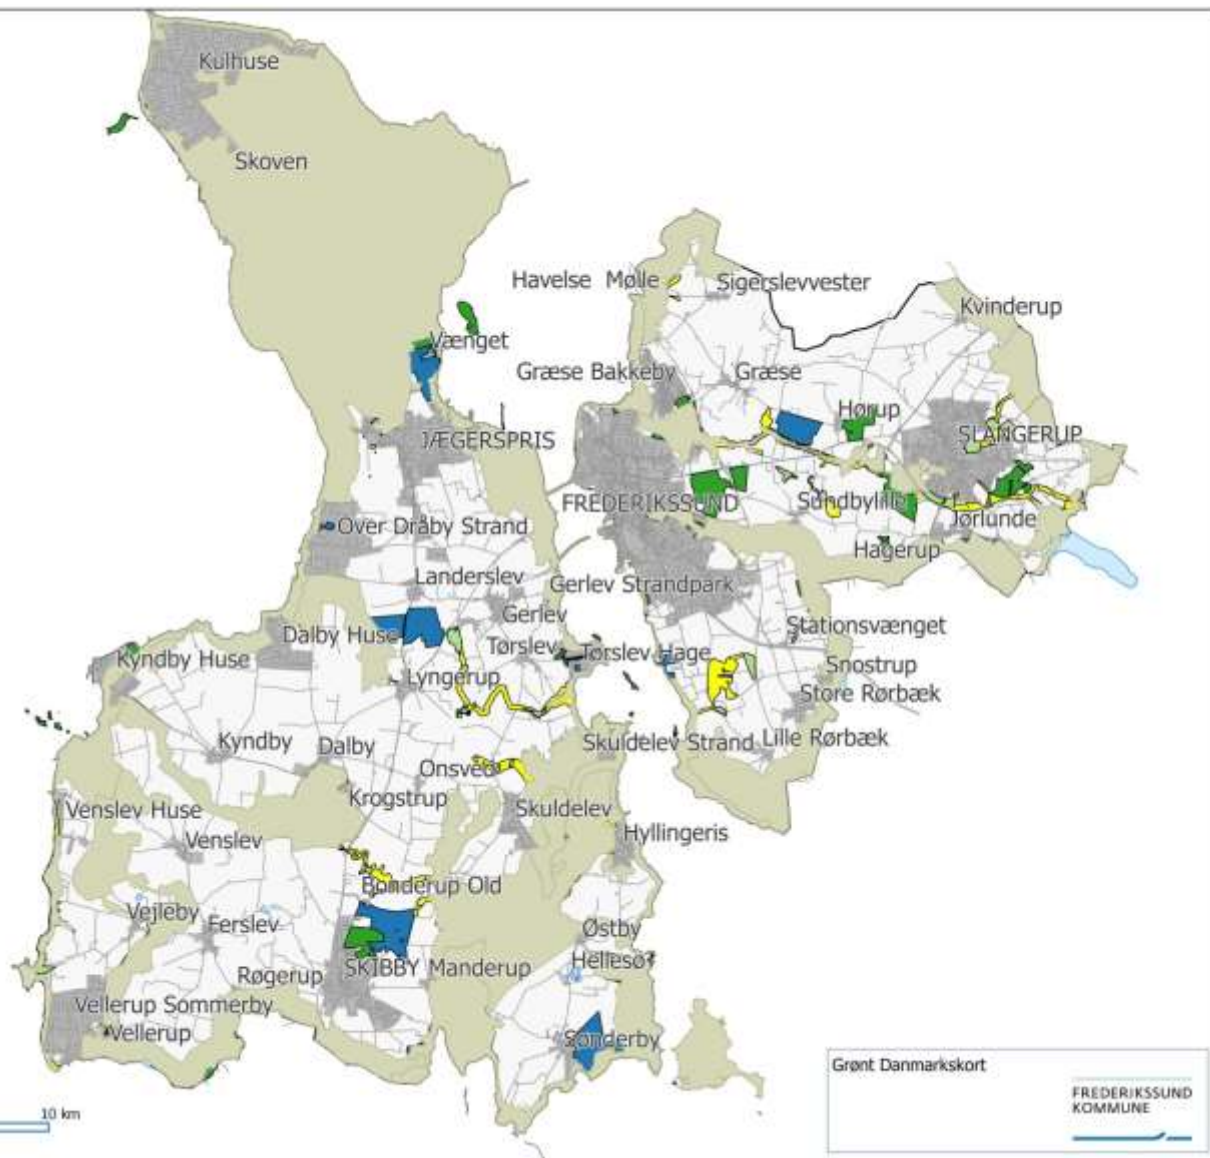 Kulhuse
Skoven
Havelse Mølle
Sigerslevvester
Kvinderup
Vænget
Græse Bakkeby
Græse
Hørup
JÆGERSPRIS
SLANGERUP
FREDERIKSSUND
Sundbylille
Over Dråby Strand
Jørlunde
Hagerup
Landerslev
Gerlev Strandpark
Gerlev
Stationsvænget
Dalby Huse
Tørslev
Tørslev Hage
Kyndby Huse
Snostrup
Lyngerup
Store Rørbæk
Kyndby
Dalby
Skuldelev Strand
Lille Rørbæk
Onsved
Krogstrup
Venslev Huse
Skuldelev
Venslev
Hyllingeris
Bonderup Old
Vejleby
Ferslev
Østby
Hellesø
Røgerup
SKIBBY
Manderup
Vellerup Sommerby
Vellerup
Sønderby
Grønt Danmarkskort
FREDERIKSSUND
KOMMUNE
10 km